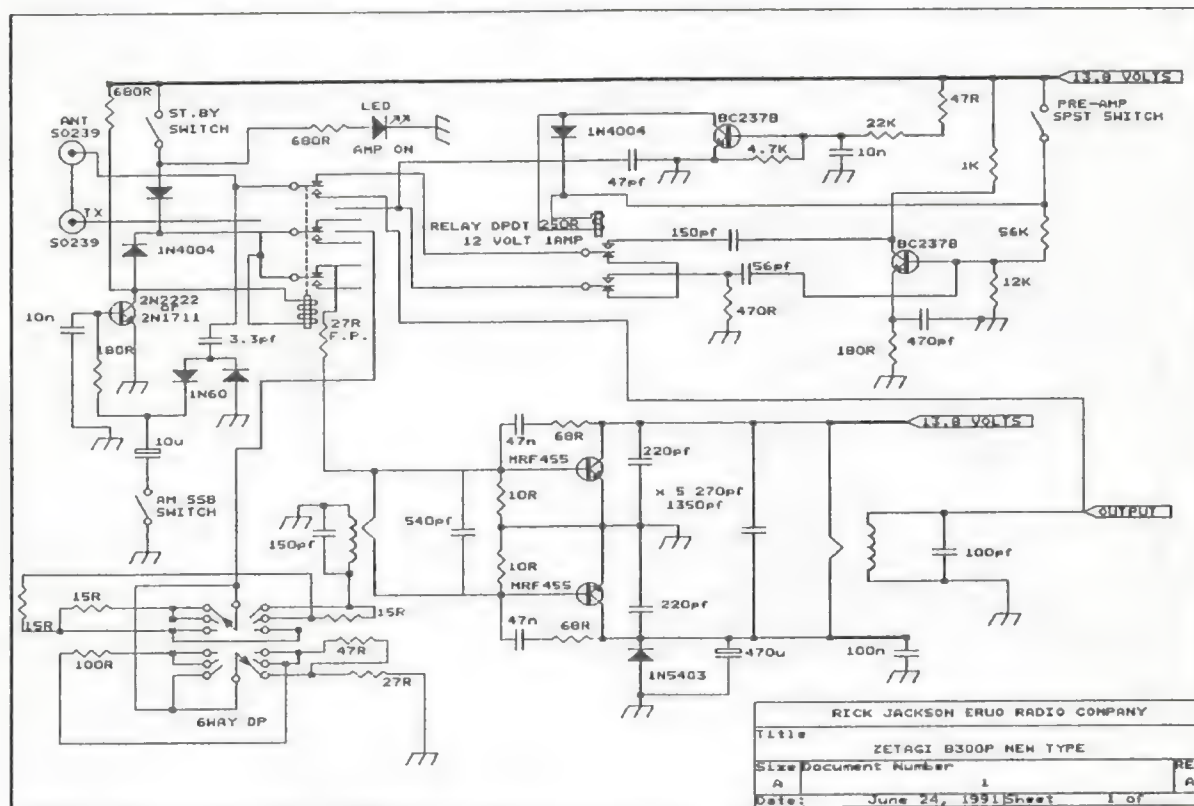 13.8 VOLTS
680R
ANT
SO239
ST.BY
SWITCH
LED
680R
AMP ON
1N4004
BC237B
47R
22K
4.7K
10n
PRE-AMP
SPST SWITCH
47pf
1K
TX
SO239
1N4004
RELAY DPDT 250R
12 VOLT 1AMP
150pf
BC237B
56K
56pf
12K
2N2222
OF
2N1711
10n
180R
3.3pf
27R
F.P.
470R
180R
470pf
1N60
10u
AM SSB
SWITCH
47n
68R
13.8 VOLTS
MRF455
220pf
10R
x 5 270pf
1350pf
540pf
150pf
OUTPUT
100pf
10R
MRF455
220pf
15R
15R
15R
47n
68R
47R
100R
27R
1N5403
470u
100n
6WAY DP
RICK JACKSON ERUO RADIO COMPANY
Title
ZETAGI B300P NEW TYPE
Size Document Number RE
A 1 A
Date: June 24, 1991 Sheet 1 of